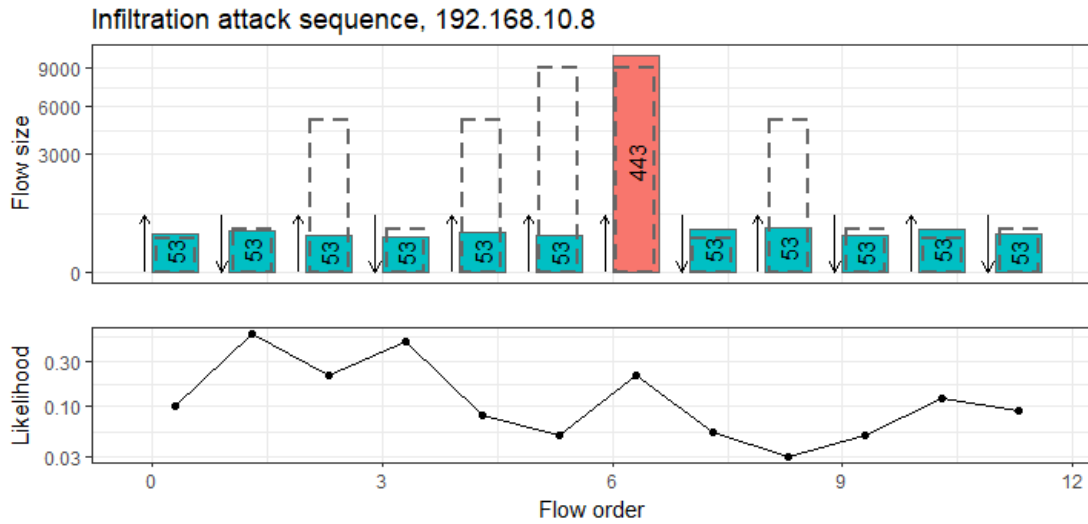 Infiltration attack sequence, 192.168.10.8
Flow size
9000
6000
3000
0
53 53 53 53 53 53 443 53 53 53 53 53
Likelihood
0.30
0.10
0.03
0 3 6 9 12
Flow order